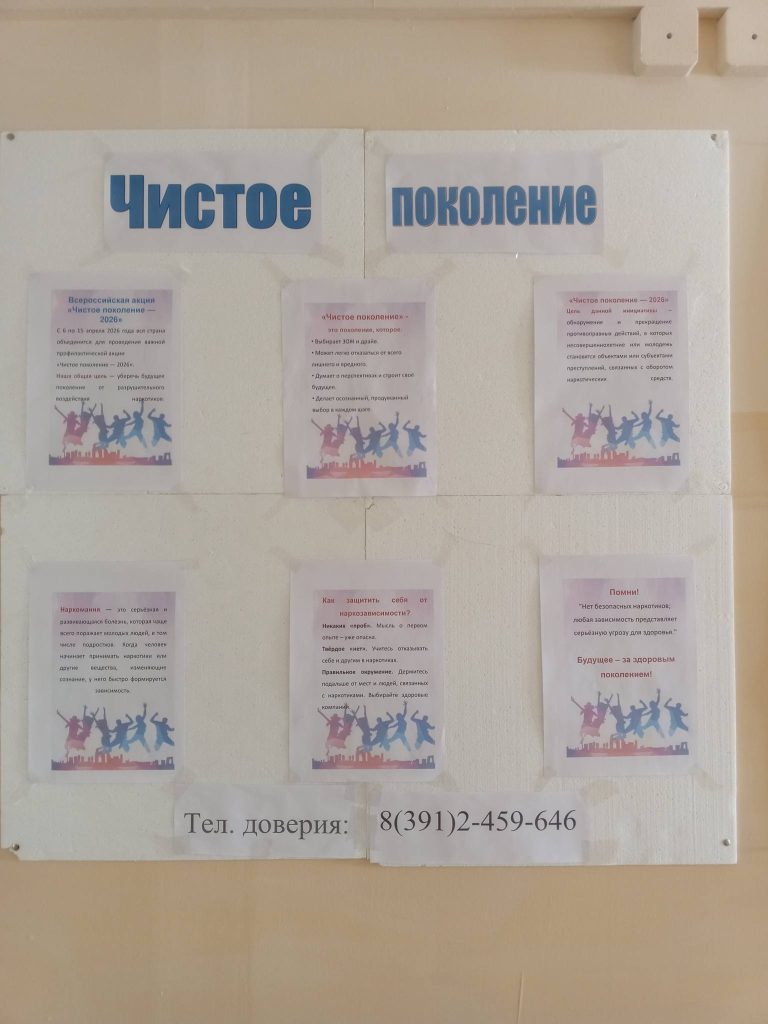 Чистое поколение
Всероссийская акция
«Чистое поколение —
2026»
С 6 по 15 апреля 2026 года вся страна
объединится для проведения важной
профилактической акции
«Чистое поколение — 2026».
Наша общая цель — уберечь будущее
поколение от разрушительного
воздействия наркотиков.
«Чистое поколение» -
это поколение, которое:
• Выбирает ЗОЖ и драйв.
• Может легко отказаться от всего
лишнего и вредного.
• Думает о перспективах и строит своё
будущее.
• Делает осознанный, продуманный
выбор в каждом шаге.
«Чистое поколение — 2026»
Цель данной инициативы –
обнаружение и прекращение
противоправных действий, в которых
несовершеннолетние или молодежь
становятся объектами или субъектами
преступлений, связанных с оборотом
наркотических средств.
Наркомания — это серьёзная и
развивающаяся болезнь, которая чаще
всего поражает молодых людей, в том
числе подростков. Когда человек
начинает принимать наркотики или
другие вещества, изменяющие
сознание, у него быстро формируется
зависимость.
Как защитить себя от
наркозависимости?
Никаких «проб». Мысль о первом
опыте – уже опасна.
Твёрдое «нет». Учитесь отказывать
себе и другим в наркотиках.
Правильное окружение. Держитесь
подальше от мест и людей, связанных
с наркотиками. Выбирайте здоровые
компании.
Помни!
"Нет безопасных наркотиков,
любая зависимость представляет
серьёзную угрозу для здоровья."
Будущее – за здоровым
поколением!
Тел. доверия: 8(391)2-459-646